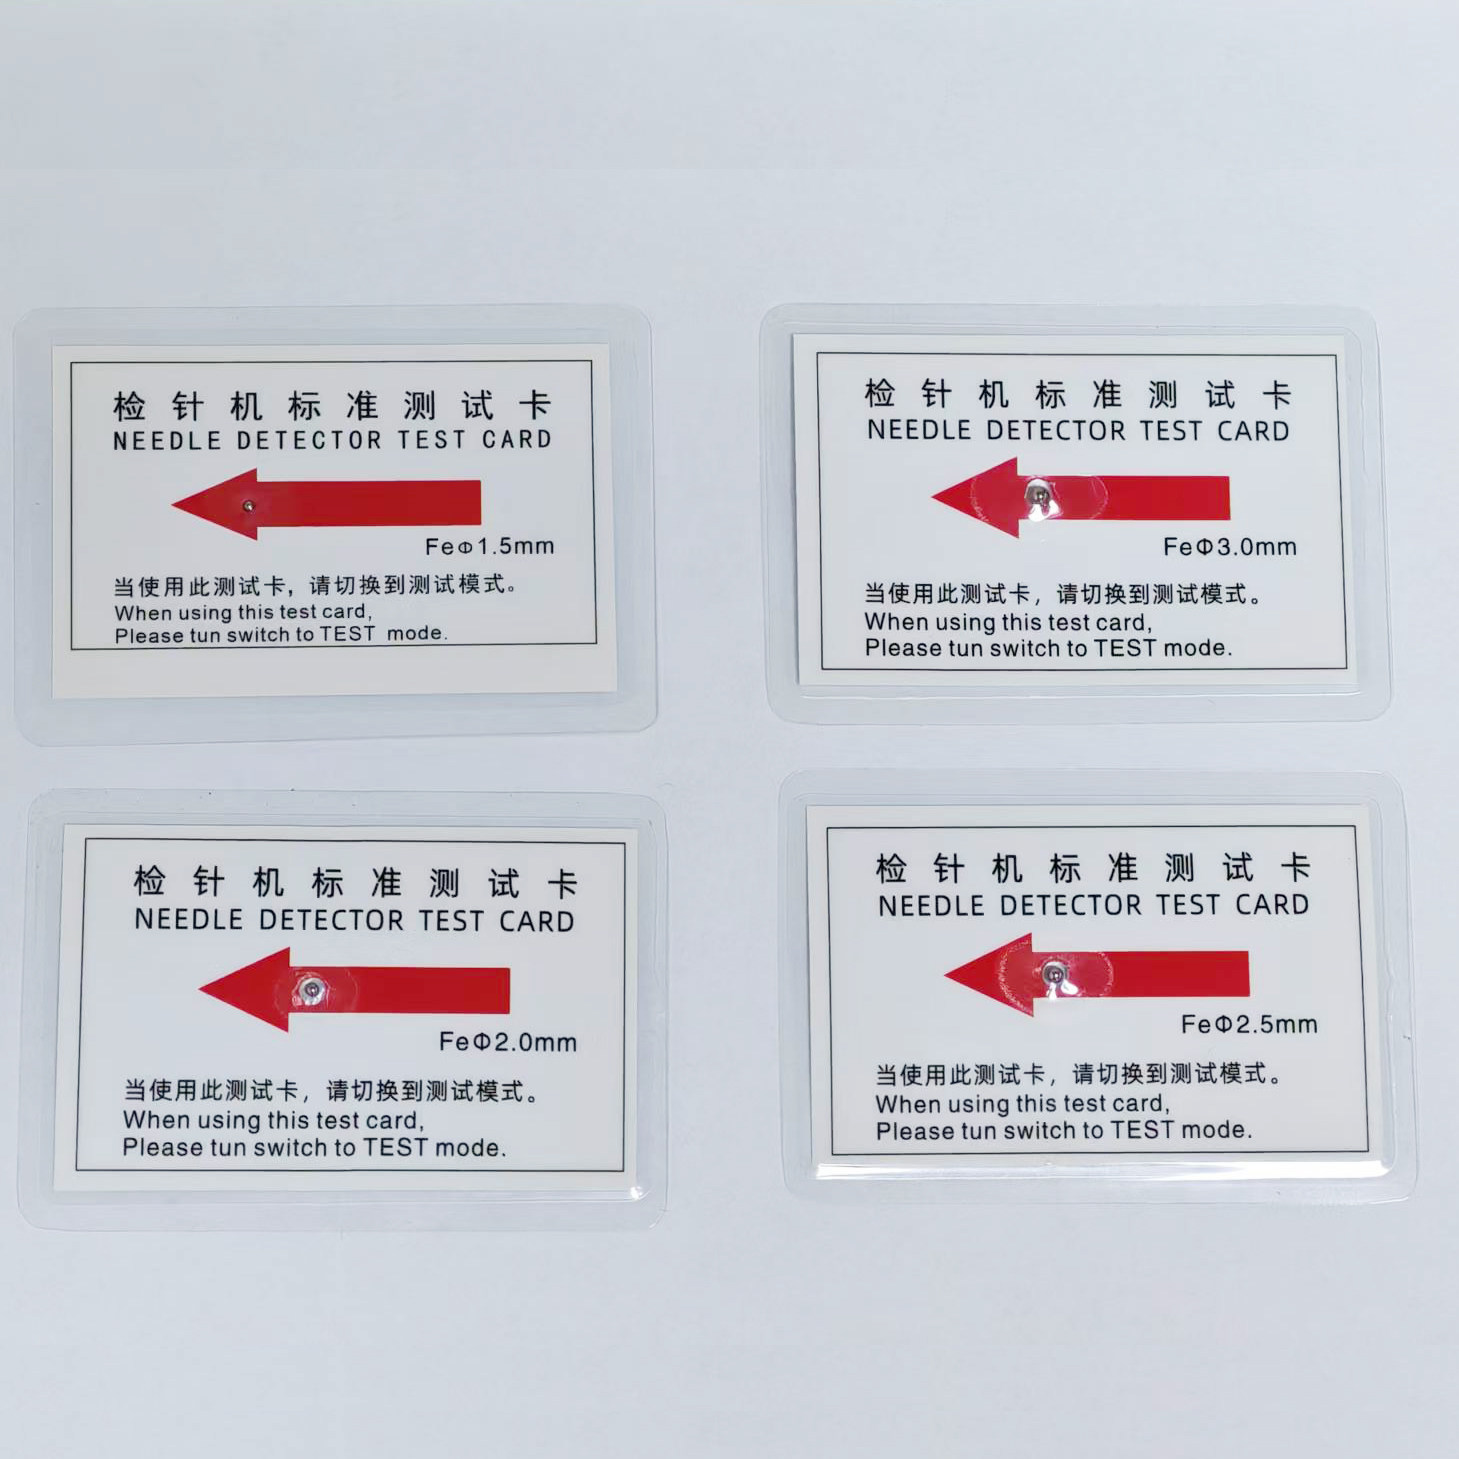 检针机标准测试卡
NEEDLE DETECTOR TEST CARD
FeΦ1.5mm
当使用此测试卡，请切换到测试模式。
When using this test card,
Please tun switch to TEST mode.
检针机标准测试卡
NEEDLE DETECTOR TEST CARD
FeΦ3.0mm
当使用此测试卡，请切换到测试模式。
When using this test card,
Please tun switch to TEST mode.
检针机标准测试卡
NEEDLE DETECTOR TEST CARD
FeΦ2.0mm
当使用此测试卡，请切换到测试模式。
When using this test card,
Please tun switch to TEST mode.
检针机标准测试卡
NEEDLE DETECTOR TEST CARD
FeΦ2.5mm
当使用此测试卡，请切换到测试模式。
When using this test card,
Please tun switch to TEST mode.